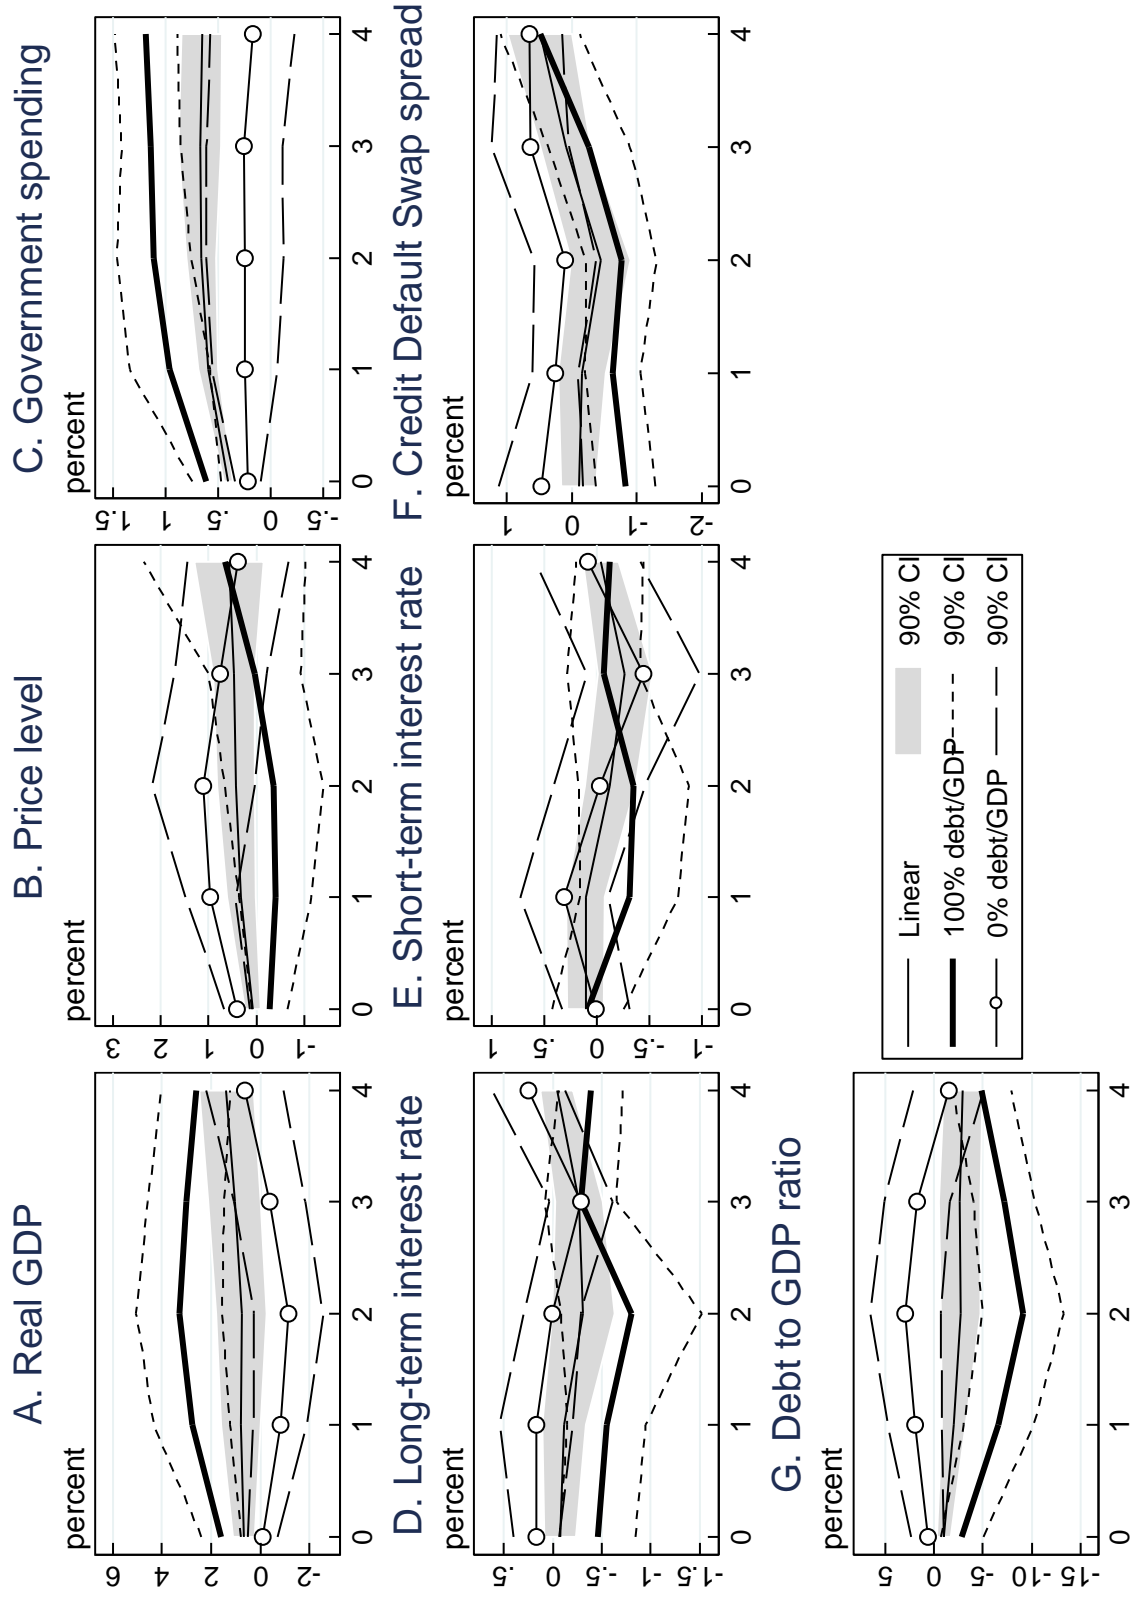 A. Real GDP
percent
6
4
2
0
-2
0 1 2 3 4
B. Price level
percent
3
2
1
0
-1
0 1 2 3 4
C. Government spending
percent
1.5
1
.5
0
-.5
0 1 2 3 4
D. Long-term interest rate
percent
.5
0
-.5
-1
-1.5
0 1 2 3 4
E. Short-term interest rate
percent
1
.5
0
-.5
-1
0 1 2 3 4
F. Credit Default Swap spread
percent
1
0
-1
-2
0 1 2 3 4
G. Debt to GDP ratio
percent
5
0
-5
-10
-15
0 1 2 3 4
Linear 90% CI
100% debt/GDP 90% CI
0% debt/GDP 90% CI